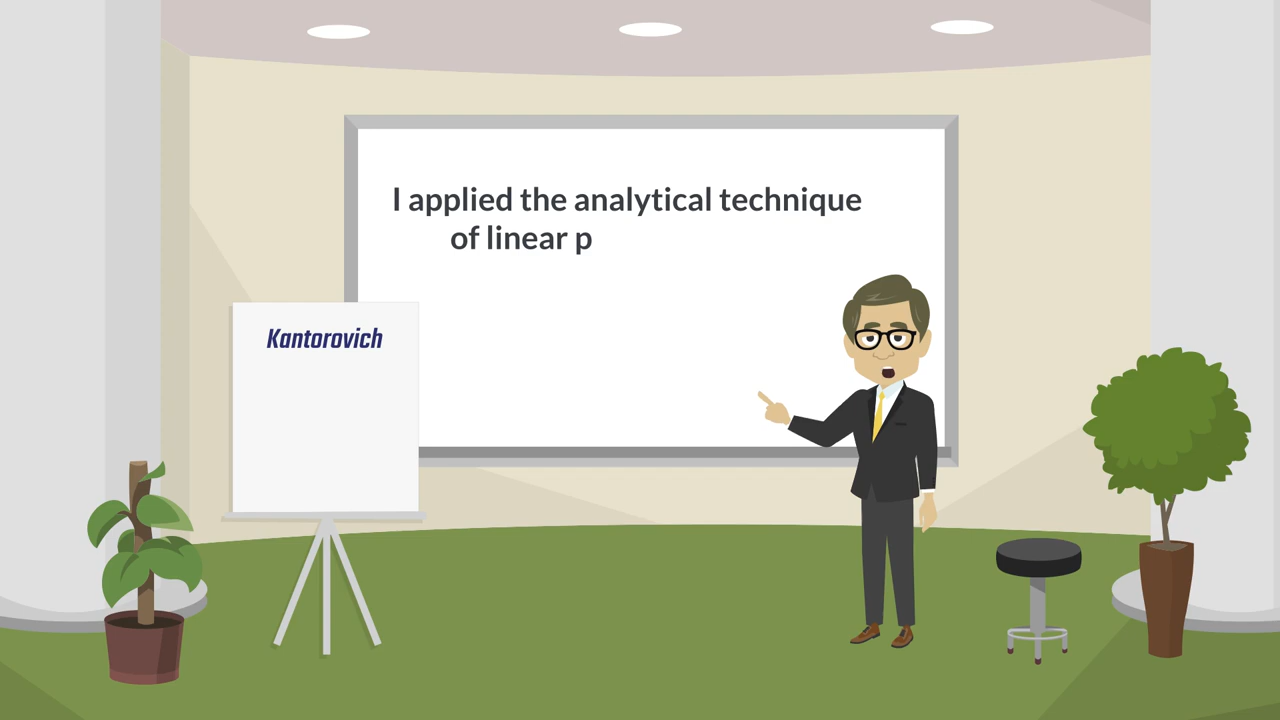 I applied the analytical technique
of linear p
Kantorovich